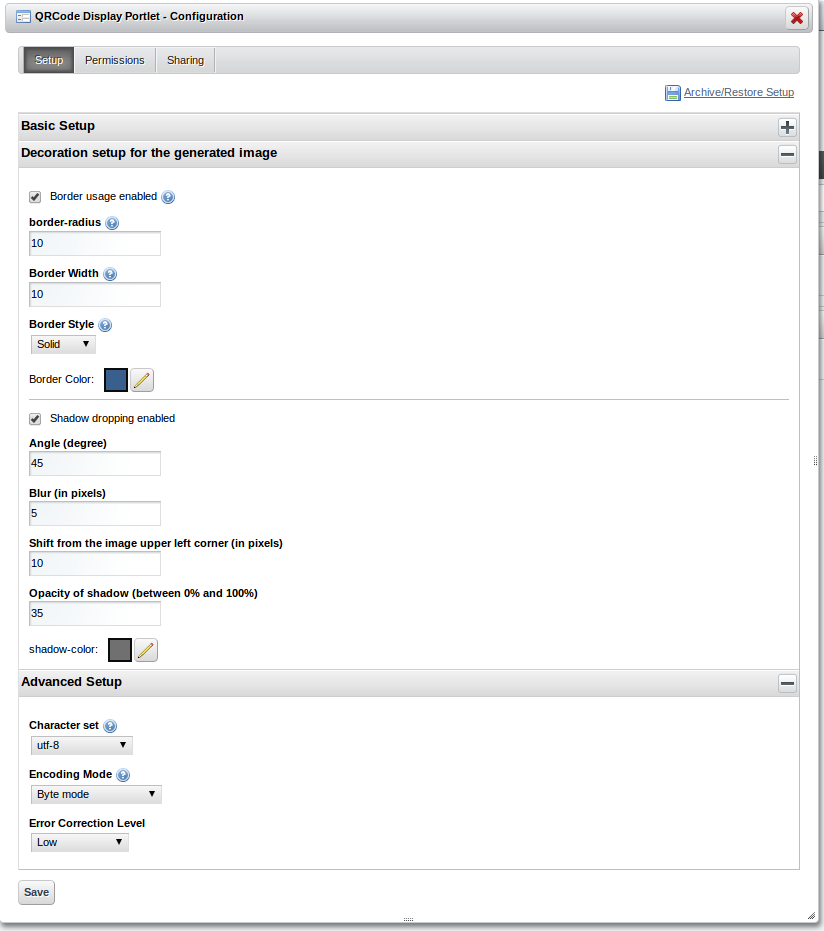 QRCode Display Portlet - Configuration
Setup Permissions Sharing
Archive/Restore Setup
Basic Setup
Decoration setup for the generated image
Border usage enabled
border-radius
10
Border Width
10
Border Style
Solid
Border Color:
Shadow dropping enabled
Angle (degree)
45
Blur (in pixels)
5
Shift from the image upper left corner (in pixels)
10
Opacity of shadow (between 0% and 100%)
35
shadow-color:
Advanced Setup
Character set
utf-8
Encoding Mode
Byte mode
Error Correction Level
Low
Save